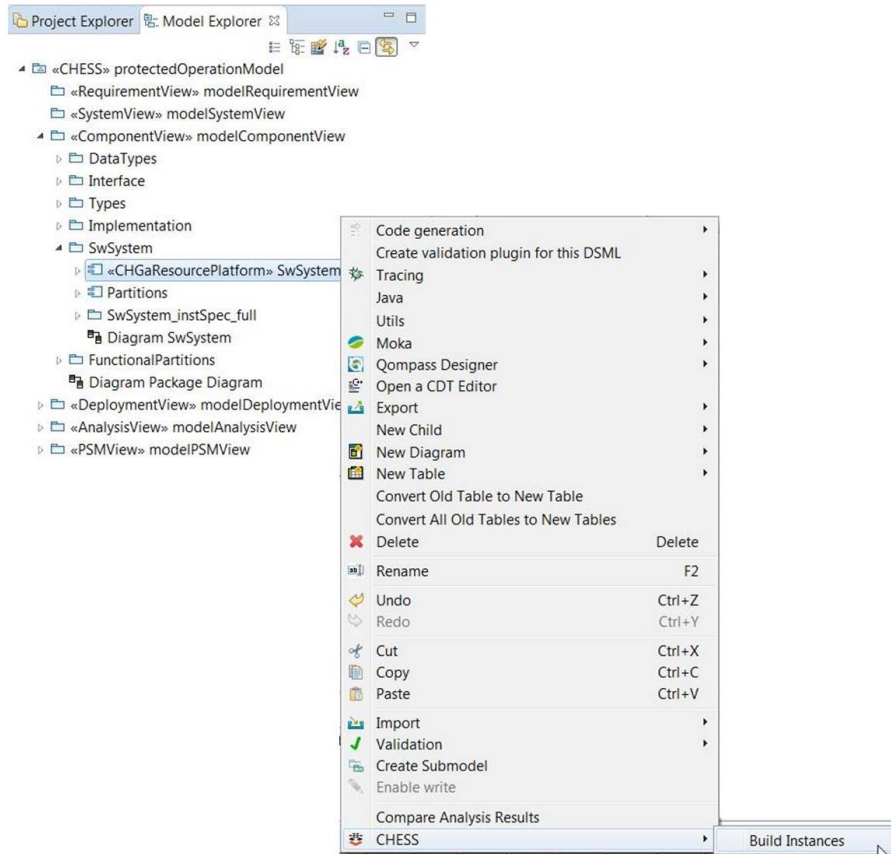 Project Explorer Model Explorer
«CHESS» protectedOperationModel
«RequirementView» modelRequirementView
«SystemView» modelSystemView
«ComponentView» modelComponentView
DataTypes
Interface
Types
Implementation
SwSystem
«CHGaResourcePlatform» SwSystem
Partitions
SwSystem_instSpec_full
Diagram SwSystem
FunctionalPartitions
Diagram Package Diagram
«DeploymentView» modelDeploymentVie
«AnalysisView» modelAnalysisView
«PSMView» modelPSMView
Code generation
Create validation plugin for this DSML
Tracing
Java
Utils
Moka
Qompass Designer
Open a CDT Editor
Export
New Child
New Diagram
New Table
Convert Old Table to New Table
Convert All Old Tables to New Tables
Delete Delete
Rename F2
Undo Ctrl+Z
Redo Ctrl+Y
Cut Ctrl+X
Copy Ctrl+C
Paste Ctrl+V
Import
Validation
Create Submodel
Enable write
Compare Analysis Results
CHESS
Build Instances